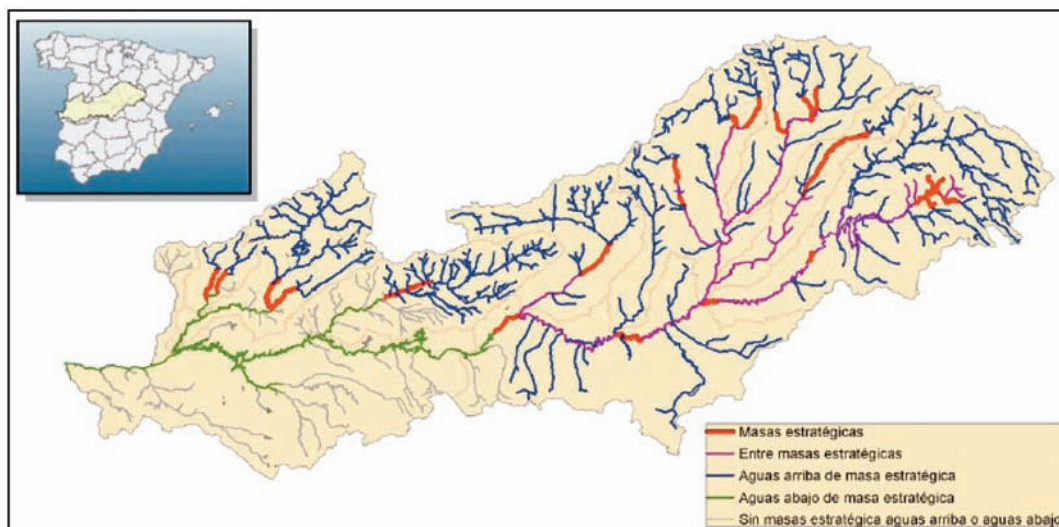 Masas estratégicas
Entre masas estratégicas
Aguas arriba de masa estratégica
Aguas abajo de masa estratégica
Sin masas estratégica aguas arriba o aguas abajo